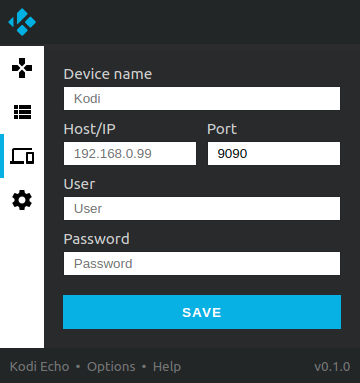 Device name
Kodi
Host/IP Port
192.168.0.99 9090
User
User
Password
Password
SAVE
Kodi Echo • Options • Help v0.1.0